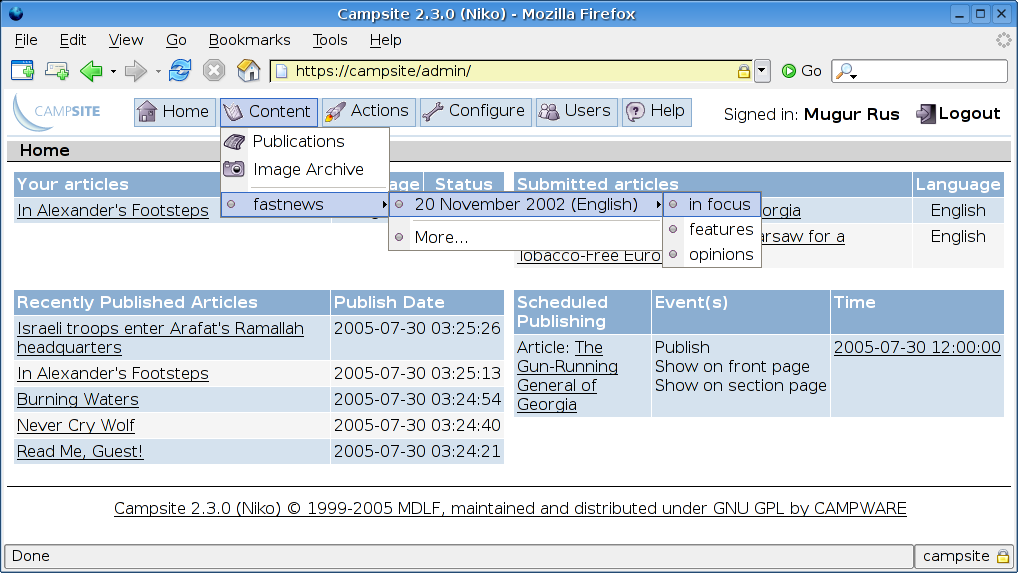 Campsite 2.3.0 (Niko) - Mozilla Firefox
File Edit View Go Bookmarks Tools Help
https://campsite/admin/ Go
CAMPSITE Home Content Actions Configure Users Help Signed in: Mugur Rus Logout
Publications
Image Archive
fastnews
20 November 2002 (English)
More...
in focus
features
opinions
Home
Your articles Status
In Alexander's Footsteps
Submitted articles Language
English
English
Tobacco-Free Euro
Recently Published Articles Publish Date
Israeli troops enter Arafat's Ramallah headquarters 2005-07-30 03:25:26
In Alexander's Footsteps 2005-07-30 03:25:13
Burning Waters 2005-07-30 03:24:54
Never Cry Wolf 2005-07-30 03:24:40
Read Me, Guest! 2005-07-30 03:24:21
Scheduled Publishing Event(s) Time
Article: The Gun-Running General of Georgia
Publish
Show on front page
Show on section page
2005-07-30 12:00:00
Campsite 2.3.0 (Niko) © 1999-2005 MDLF, maintained and distributed under GNU GPL by CAMPWARE
Done campsite